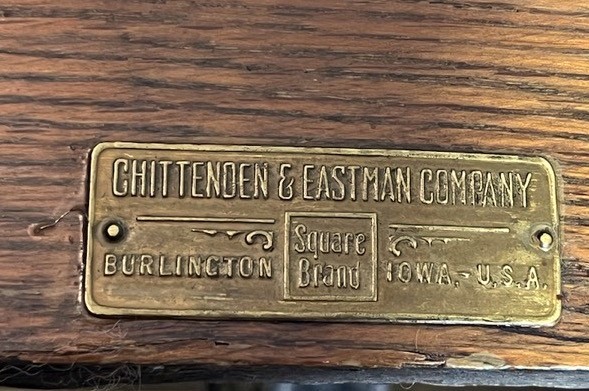 CHITTENDEN & EASTMAN COMPANY
BURLINGTON Square Brand IOWA.-U.S.A.